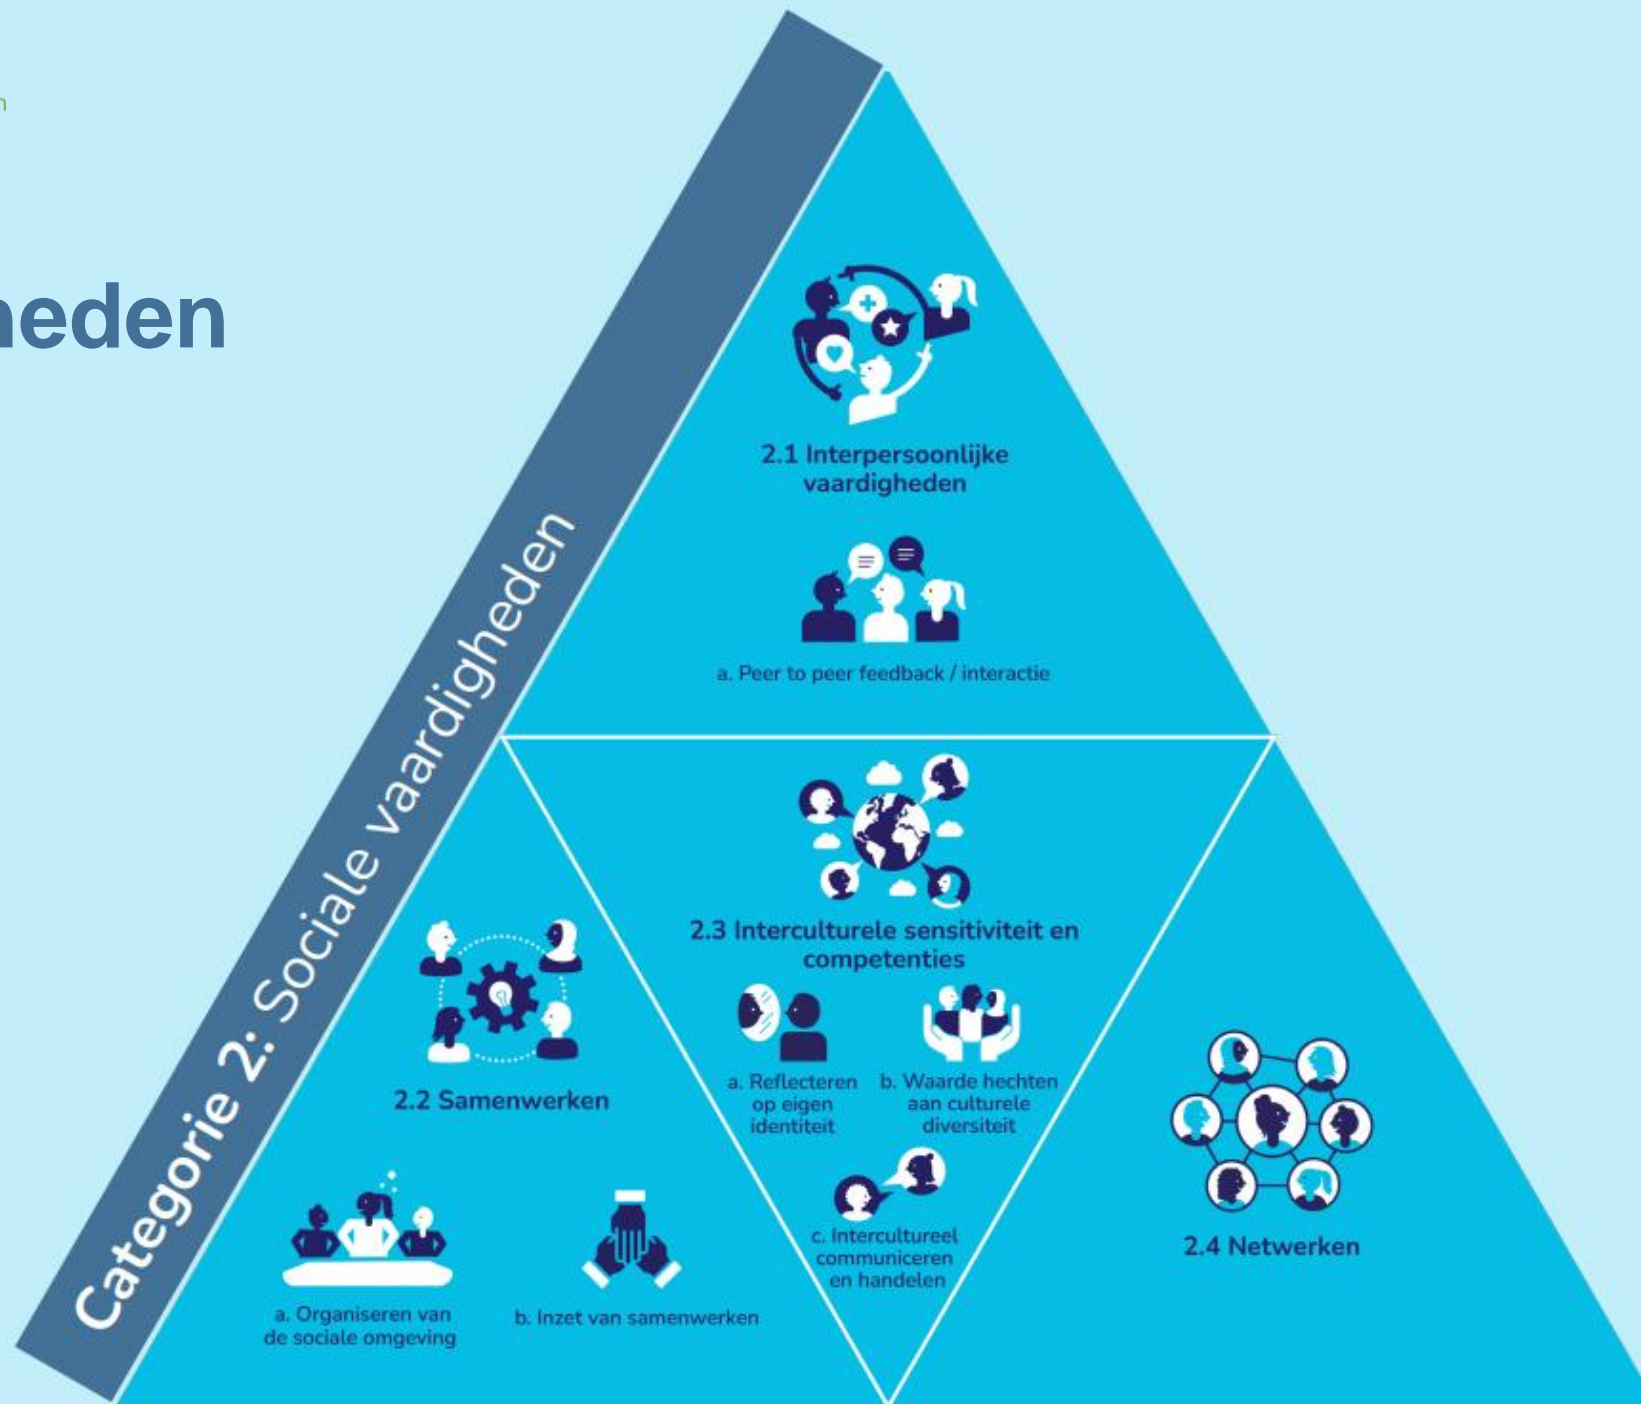 n
heden
Categorie 2: Sociale vaardigheden
2.1 Interpersoonlijke
vaardigheden
a. Peer to peer feedback / interactie
2.3 Interculturele sensitiviteit en
competenties
a. Reflecteren
op eigen
identiteit
b. Waarde hechten
aan culturele
diversiteit
c. Intercultureel
communiceren
en handelen
2.2 Samenwerken
a. Organiseren van
de sociale omgeving
b. Inzet van samenwerken
2.4 Netwerken